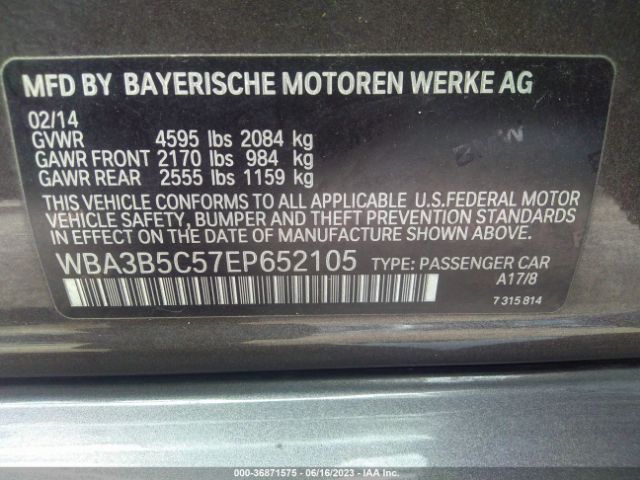 MFD BY BAYERISCHE MOTOREN WERKE AG
02/14
GVWR 4595 lbs 2084 kg
GAWR FRONT 2170 lbs 984 kg
GAWR REAR 2555 lbs 1159 kg
THIS VEHICLE CONFORMS TO ALL APPLICABLE U.S.FEDERAL MOTOR
VEHICLE SAFETY, BUMPER AND THEFT PREVENTION STANDARDS
IN EFFECT ON THE DATE OF MANUFACTURE SHOWN ABOVE.
WBA3B5C57EP652105 TYPE: PASSENGER CAR
A17/8
7 315 814
000-36871575 - 06/16/2023 - IAA Inc.